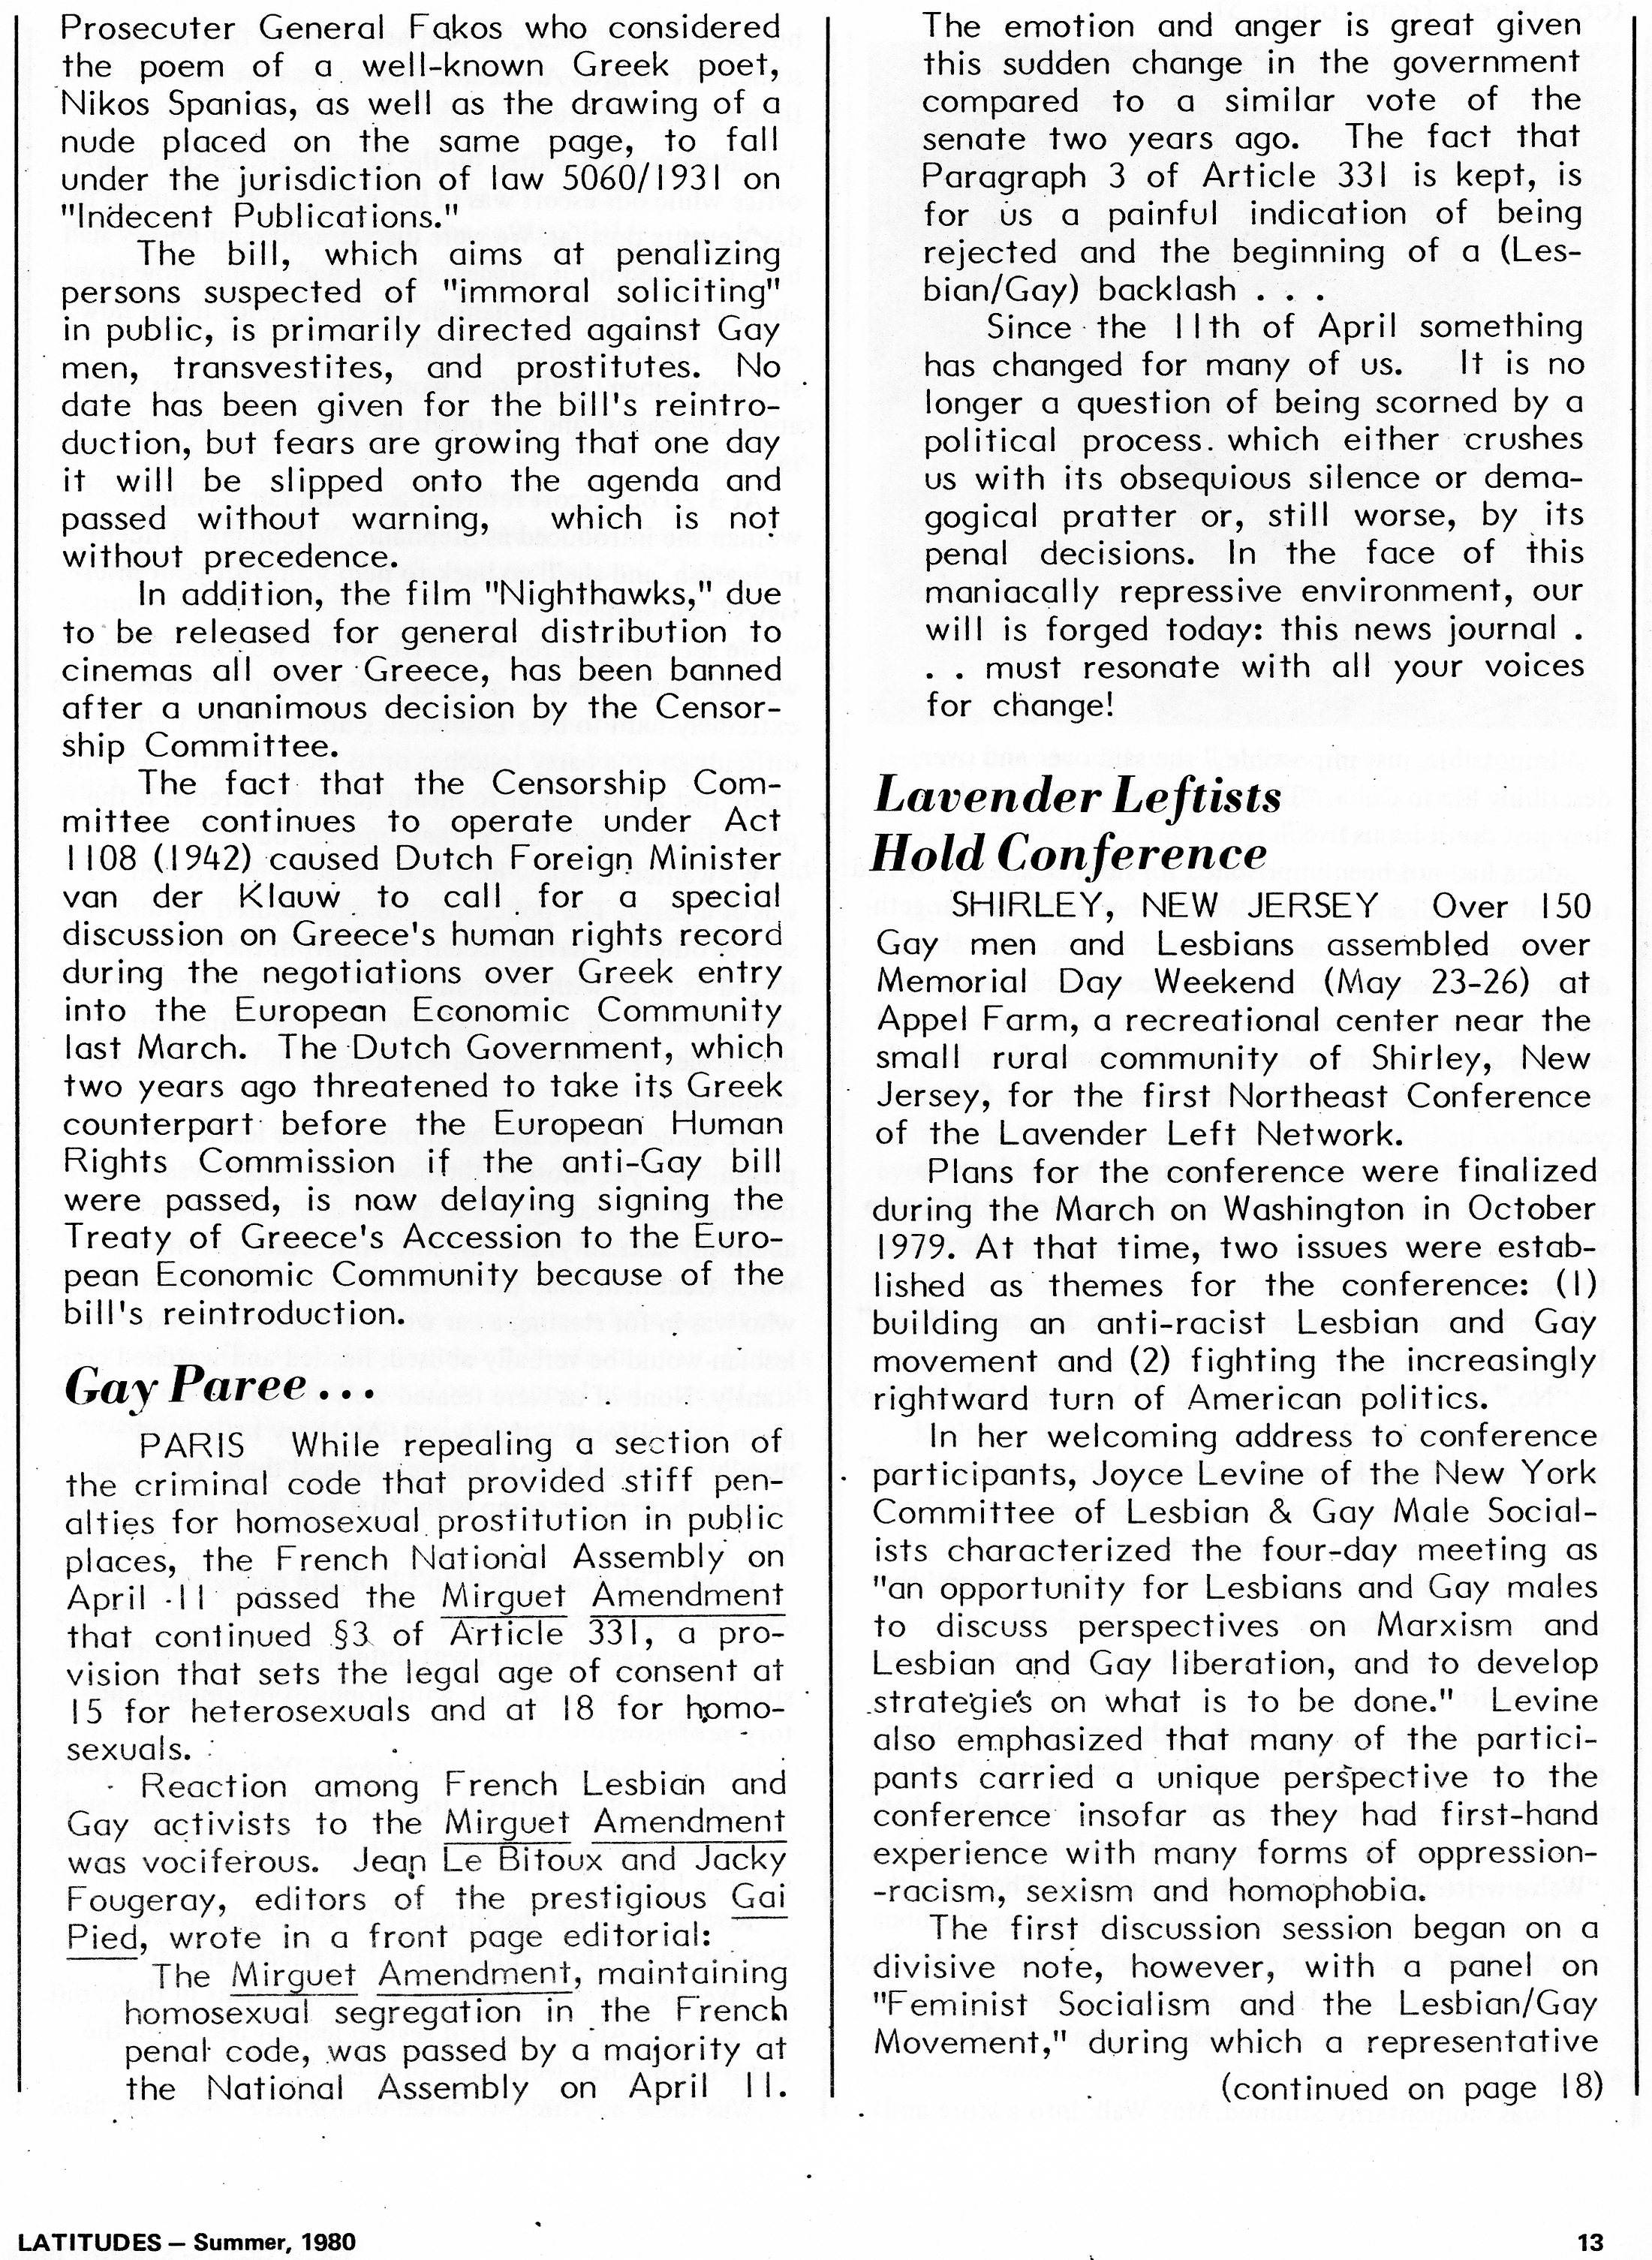 Prosecuter General Fakos who considered
the poem of a well-known Greek poet,
Nikos Spanias, as well as the drawing of a
nude placed on the same page, to fall
under the jurisdiction of law 5060/1931 on
"Indecent Publications."
The bill, which aims at penalizing
persons suspected of "immoral soliciting"
in public, is primarily directed against Gay
men, transvestites, and prostitutes. No
date has been given for the bill's reintro-
duction, but fears are growing that one day
it will be slipped onto the agenda and
passed without warning, which is not
without precedence.
In addition, the film "Nighthawks," due
to be released for general distribution to
cinemas all over Greece, has been banned
after a unanimous decision by the Censor-
ship Committee.
The fact that the Censorship Com-
mittee continues to operate under Act
1108 (1942) caused Dutch Foreign Minister
van der Klauw to call for a special
discussion on Greece's human rights record
during the negotiations over Greek entry
into the European Economic Community
last March. The Dutch Government, which
two years ago threatened to take its Greek
counterpart before the European Human
Rights Commission if the anti-Gay bill
were passed, is now delaying signing the
Treaty of Greece's Accession to the Euro-
pean Economic Community because of the
bill's reintroduction.
Gay Paree...
PARIS While repealing a section of
the criminal code that provided stiff pen-
alties for homosexual prostitution in public
places, the French National Assembly on
April 11 passed the Mirguet Amendment
that continued §3 of Article 331, a pro-
vision that sets the legal age of consent at
15 for heterosexuals and at 18 for homo-
sexuals.
Reaction among French Lesbian and
Gay activists to the Mirguet Amendment
was vociferous. Jean Le Bitoux and Jacky
Fougeray, editors of the prestigious Gai
Pied, wrote in a front page editorial:
The Mirguet Amendment, maintaining
homosexual segregation in the French
penal code, was passed by a majority at
the National Assembly on April 11.
The emotion and anger is great given
this sudden change in the government
compared to a similar vote of the
senate two years ago. The fact that
Paragraph 3 of Article 331 is kept, is
for us a painful indication of being
rejected and the beginning of a (Les-
bian/Gay) backlash . . .
Since the 11th of April something
has changed for many of us. It is no
longer a question of being scorned by a
political process which either crushes
us with its obsequious silence or dema-
gogical pratter or, still worse, by its
penal decisions. In the face of this
maniacally repressive environment, our
will is forged today: this news journal .
. . must resonate with all your voices
for change!
Lavender Leftists
Hold Conference
SHIRLEY, NEW JERSEY Over 150
Gay men and Lesbians assembled over
Memorial Day Weekend (May 23-26) at
Appel Farm, a recreational center near the
small rural community of Shirley, New
Jersey, for the first Northeast Conference
of the Lavender Left Network.
Plans for the conference were finalized
during the March on Washington in October
1979. At that time, two issues were estab-
lished as themes for the conference: (1)
building an anti-racist Lesbian and Gay
movement and (2) fighting the increasingly
rightward turn of American politics.
In her welcoming address to conference
participants, Joyce Levine of the New York
Committee of Lesbian & Gay Male Social-
ists characterized the four-day meeting as
"an opportunity for Lesbians and Gay males
to discuss perspectives on Marxism and
Lesbian and Gay liberation, and to develop
strategies on what is to be done." Levine
also emphasized that many of the partici-
pants carried a unique perspective to the
conference insofar as they had first-hand
experience with many forms of oppression-
-racism, sexism and homophobia.
The first discussion session began on a
divisive note, however, with a panel on
"Feminist Socialism and the Lesbian/Gay
Movement," during which a representative
(continued on page 18)
LATITUDES — Summer, 1980
13